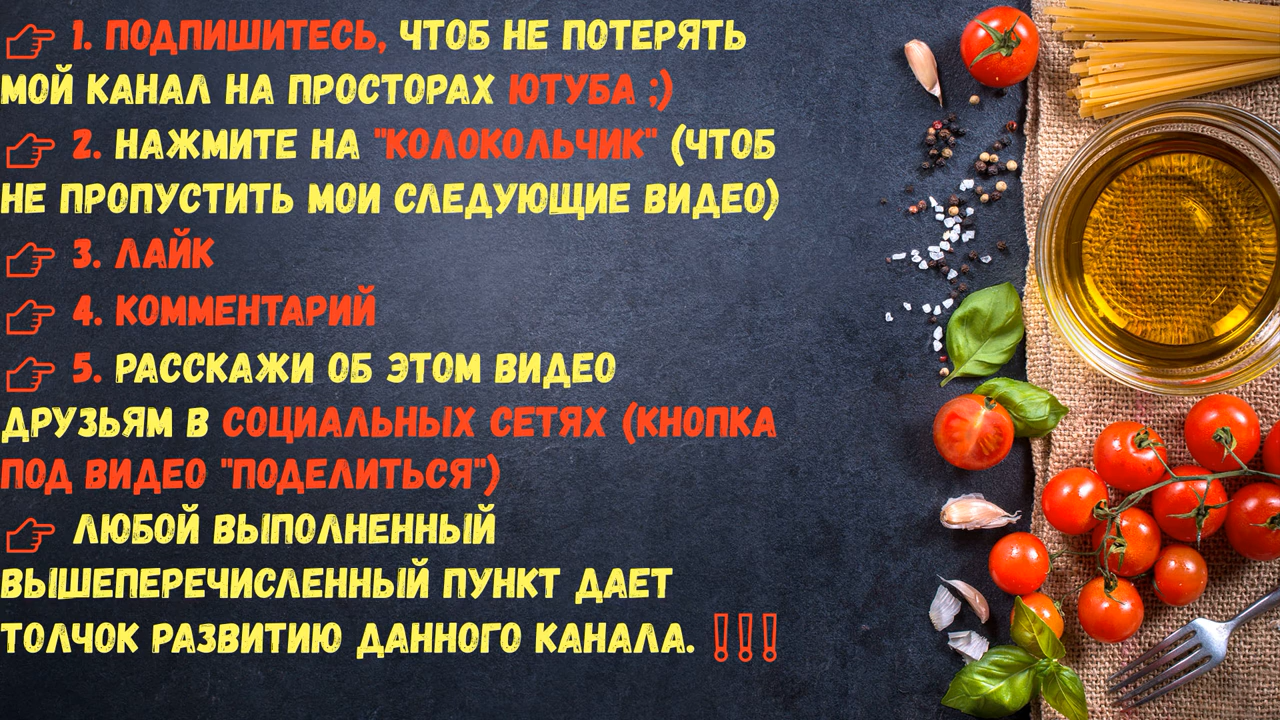 👉 1. ПОДПИШИТЕСЬ, ЧТОБ НЕ ПОТЕРЯТЬ
МОЙ КАНАЛ НА ПРОСТОРАХ ЮТУБА ;)
👉 2. НАЖМИТЕ НА "КОЛОКОЛЬЧИК" (ЧТОБ
НЕ ПРОПУСТИТЬ МОИ СЛЕДУЮЩИЕ ВИДЕО)
👉 3. ЛАЙК
👉 4. КОММЕНТАРИЙ
👉 5. РАССКАЖИ ОБ ЭТОМ ВИДЕО
ДРУЗЬЯМ В СОЦИАЛЬНЫХ СЕТЯХ (КНОПКА
ПОД ВИДЕО "ПОДЕЛИТЬСЯ")
👉 ЛЮБОЙ ВЫПОЛНЕННЫЙ
ВЫШЕПЕРЕЧИСЛЕННЫЙ ПУНКТ ДАЕТ
ТОЛЧОК РАЗВИТИЮ ДАННОГО КАНАЛА. ❗❗❗